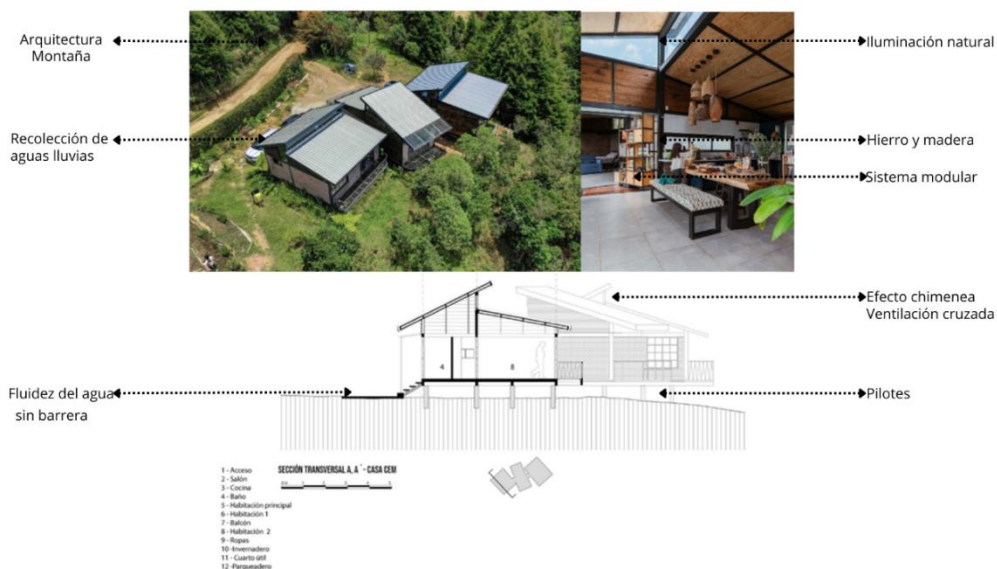 Arquitectura
Montaña
Iluminación natural
Recolección de
aguas lluvias
Hierro y madera
Sistema modular
Efecto chimenea
Ventilación cruzada
4
8
Fluidez del agua
sin barrera
Pilotes
1 - Acceso
2 - Salón
3 - Cocina
4 - Baño
5 - Habitación principal
6 - Habitación 1
7 - Balcón
8 - Habitación 2
9 - Ropas
10 -Invernadero
11 - Cuarto útil
12 -Parqueadero
SECCIÓN TRANSVERSAL A, A´ - CASA CEM